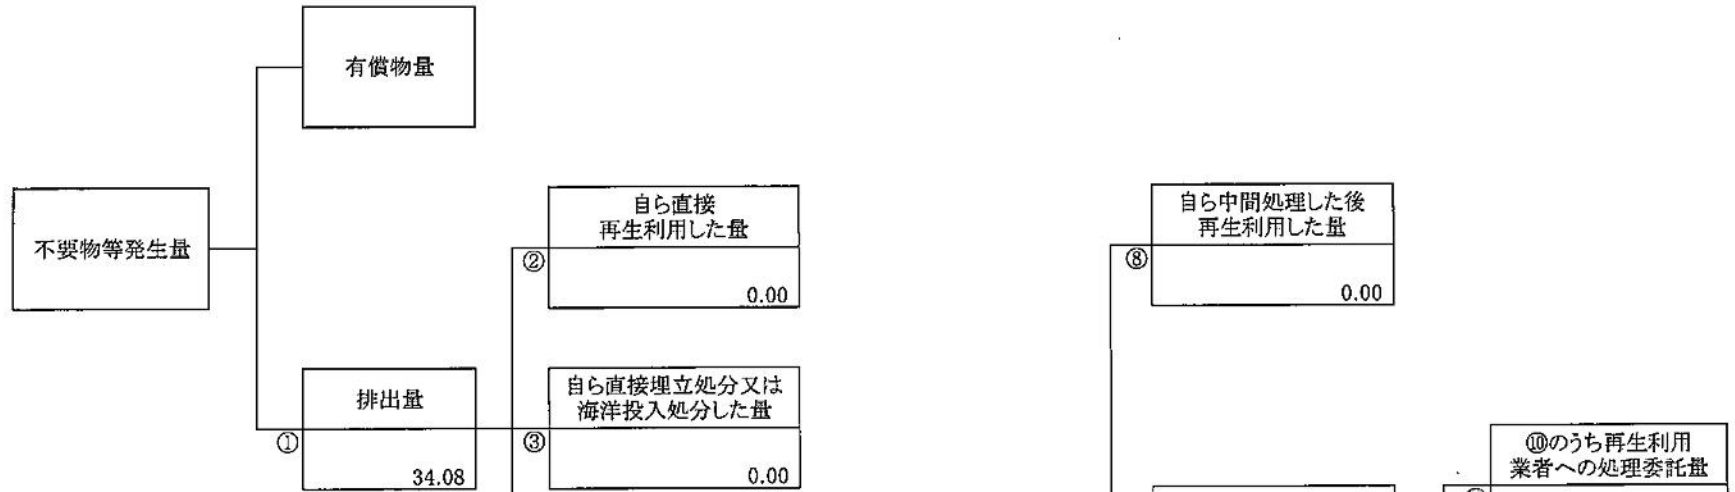 有償物量
不要物等発生量
自ら直接
再生利用した量
②
0.00
自ら中間処理した後
再生利用した量
⑧
0.00
排出量
①
34.08
自ら直接埋立処分又は
海洋投入処分した量
③
0.00
⑩のうち再生利用
業者への処理委託量